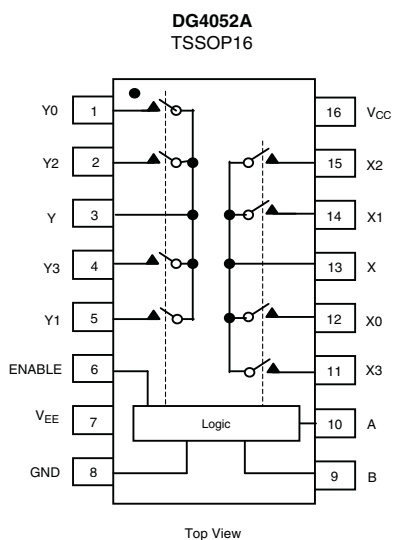 DG4052A
TSSOP16
Y0 1 16 VCC
Y2 2 15 X2
Y 3 14 X1
Y3 4 13 X
Y1 5 12 X0
ENABLE 6 11 X3
VEE 7 Logic 10 A
GND 8 9 B
Top View